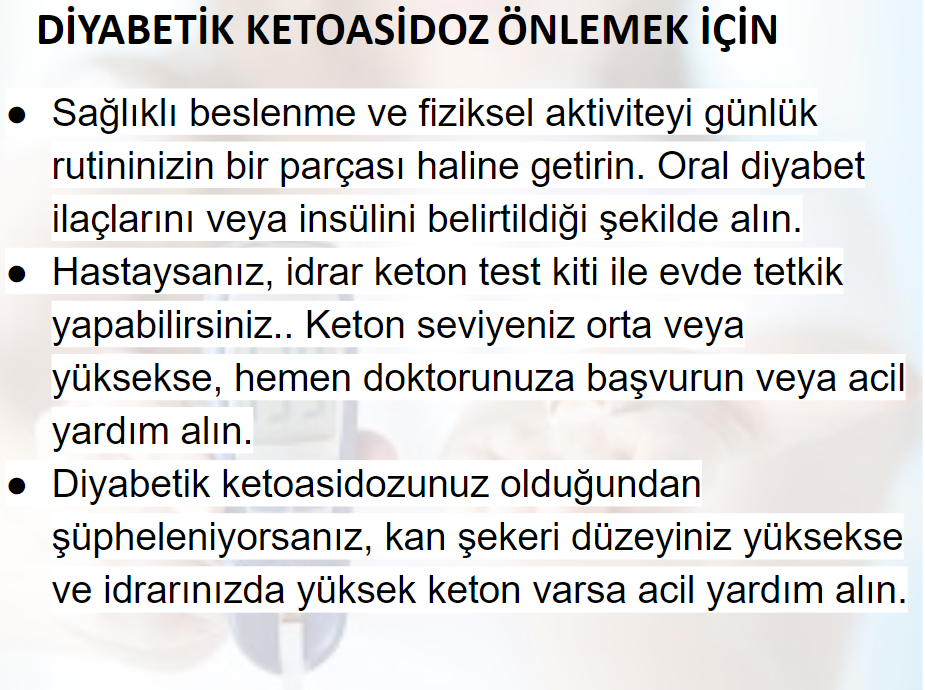 DİYABETİK KETOASİDOZ ÖNLEMEK İÇİN
● Sağlıklı beslenme ve fiziksel aktiviteyi günlük
rutininizin bir parçası haline getirin. Oral diyabet
ilaçlarını veya insülini belirtildiği şekilde alın.
● Hastaysanız, idrar keton test kiti ile evde tetkik
yapabilirsiniz.. Keton seviyeniz orta veya
yüksekse, hemen doktorunuza başvurun veya acil
yardım alın.
● Diyabetik ketoasidozunuz olduğundan
şüpheleniyorsanız, kan şekeri düzeyiniz yüksekse
ve idrarınızda yüksek keton varsa acil yardım alın.